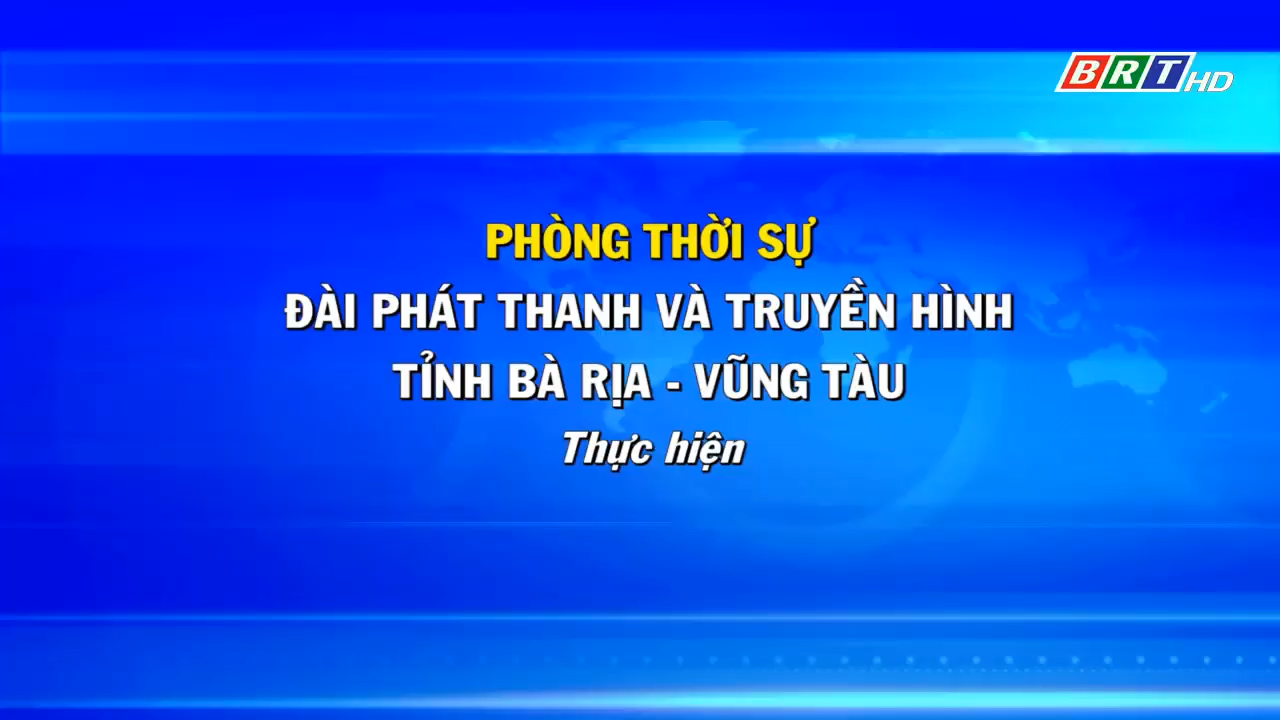 BRT HD
PHÒNG THỜI SỰ
ĐÀI PHÁT THANH VÀ TRUYỀN HÌNH
TỈNH BÀ RỊA - VŨNG TÀU
Thực hiện